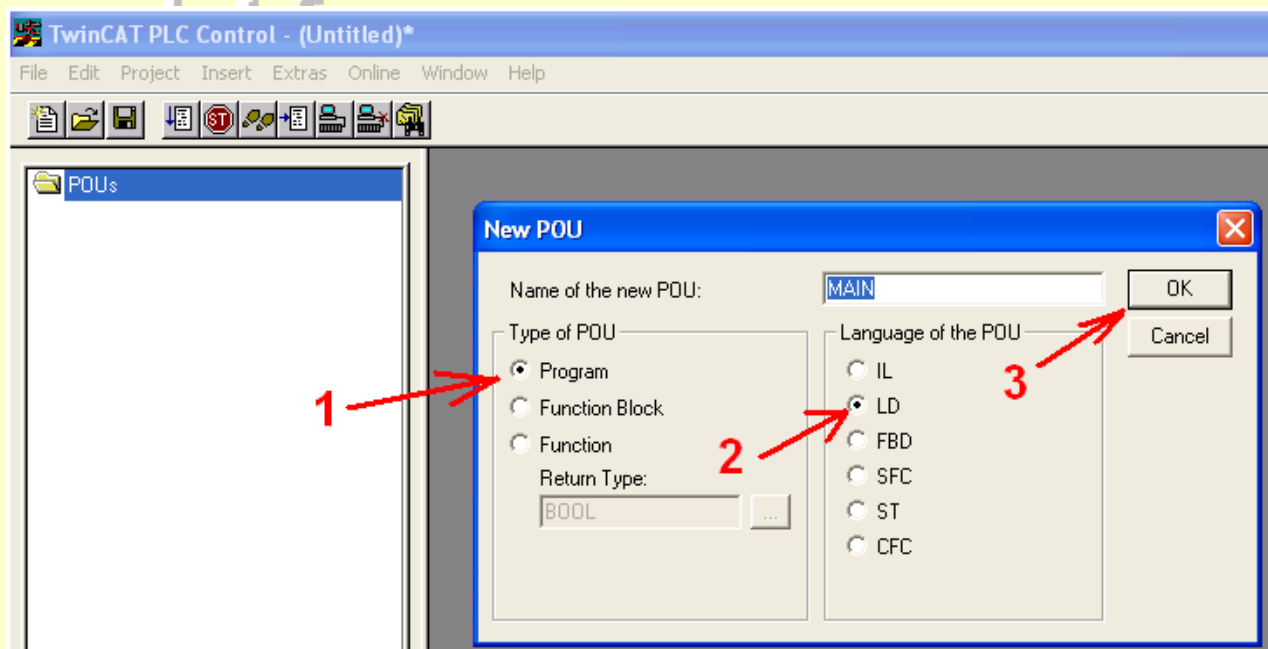 TwinCAT PLC Control - (Untitled)*
File Edit Project Insert Extras Online Window Help
ST
POUs
New POU
Name of the new POU:
MAIN
OK
Cancel
Type of POU
Program
Function Block
Function
Return Type:
BOOL
...
Language of the POU
IL
LD
FBD
SFC
ST
CFC
1
2
3